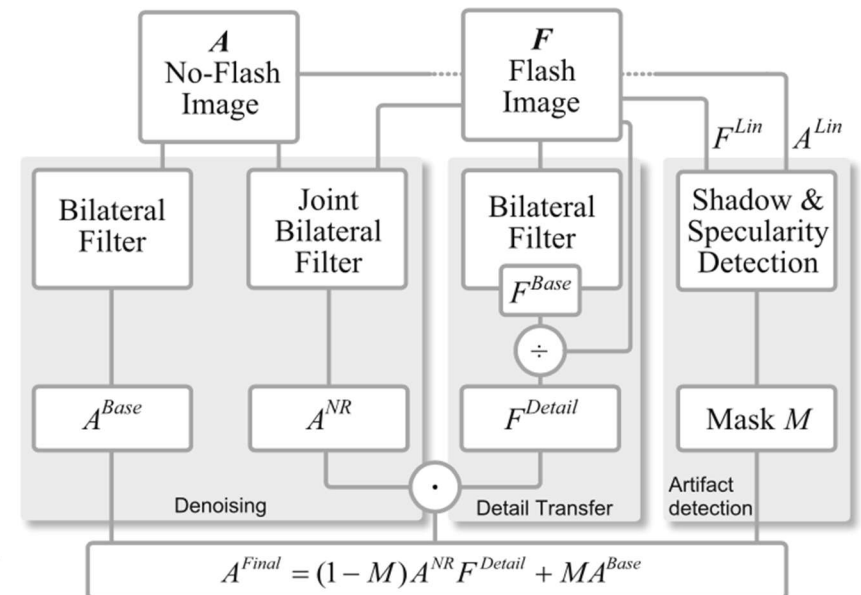 A
No-Flash
Image
F
Flash
Image
F^{Lin}
A^{Lin}
Bilateral
Filter
Joint
Bilateral
Filter
Bilateral
Filter
F^{Base}
Shadow &
Specularity
Detection
÷
A^{Base}
A^{NR}
F^{Detail}
Mask M
·
Denoising
Detail Transfer
Artifact
detection
A^{Final} = (1 − M) A^{NR} F^{Detail} + M A^{Base}